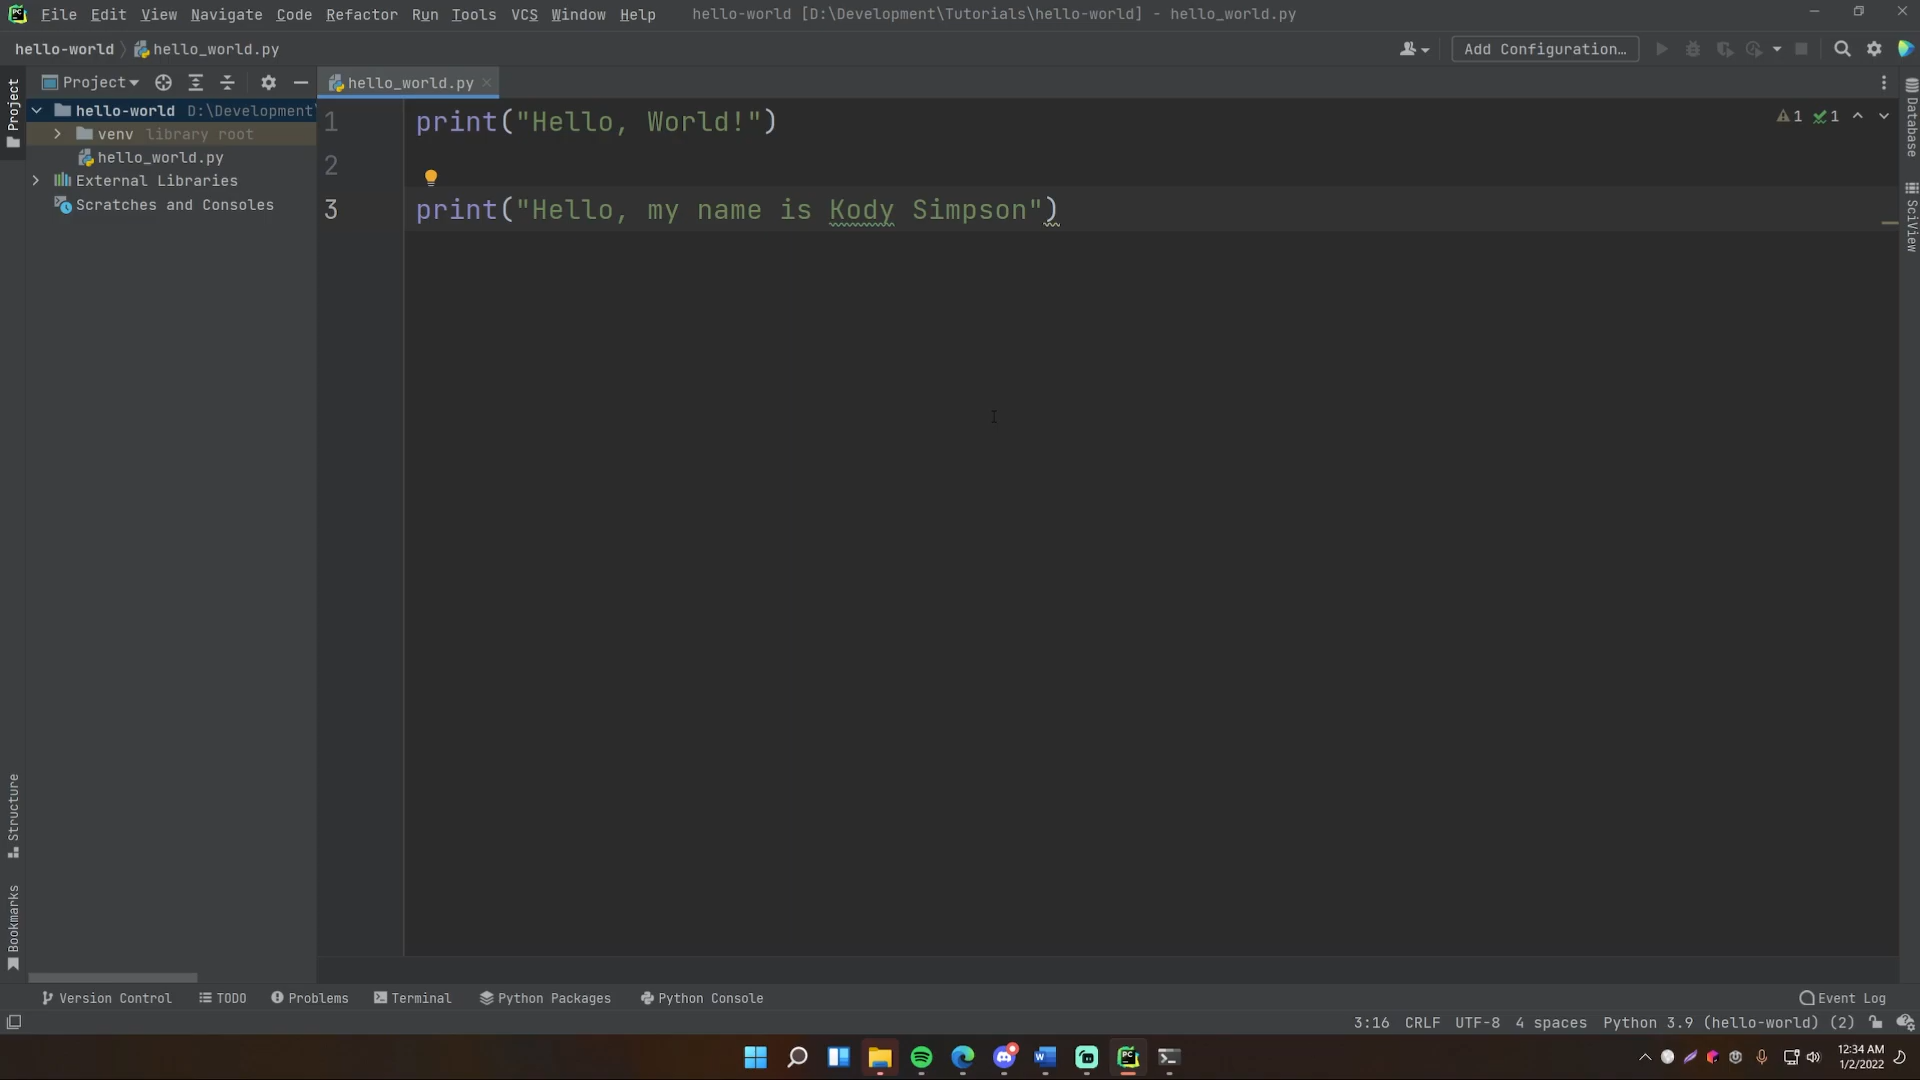 File Edit View Navigate Code Refactor Run Tools VCS Window Help hello-world [D:\Development\Tutorials\hello-world] - hello_world.py
hello-world hello_world.py Add Configuration...
Project hello_world.py
Project
hello-world D:\Development\
venv library root
hello_world.py
External Libraries
Scratches and Consoles
1 print("Hello, World!")
2
3 print("Hello, my name is Kody Simpson")
1 1
Database
SciView
Structure
Bookmarks
Version Control TODO Problems Terminal Python Packages Python Console Event Log
3:16 CRLF UTF-8 4 spaces Python 3.9 (hello-world) (2)
12:34 AM
1/2/2022